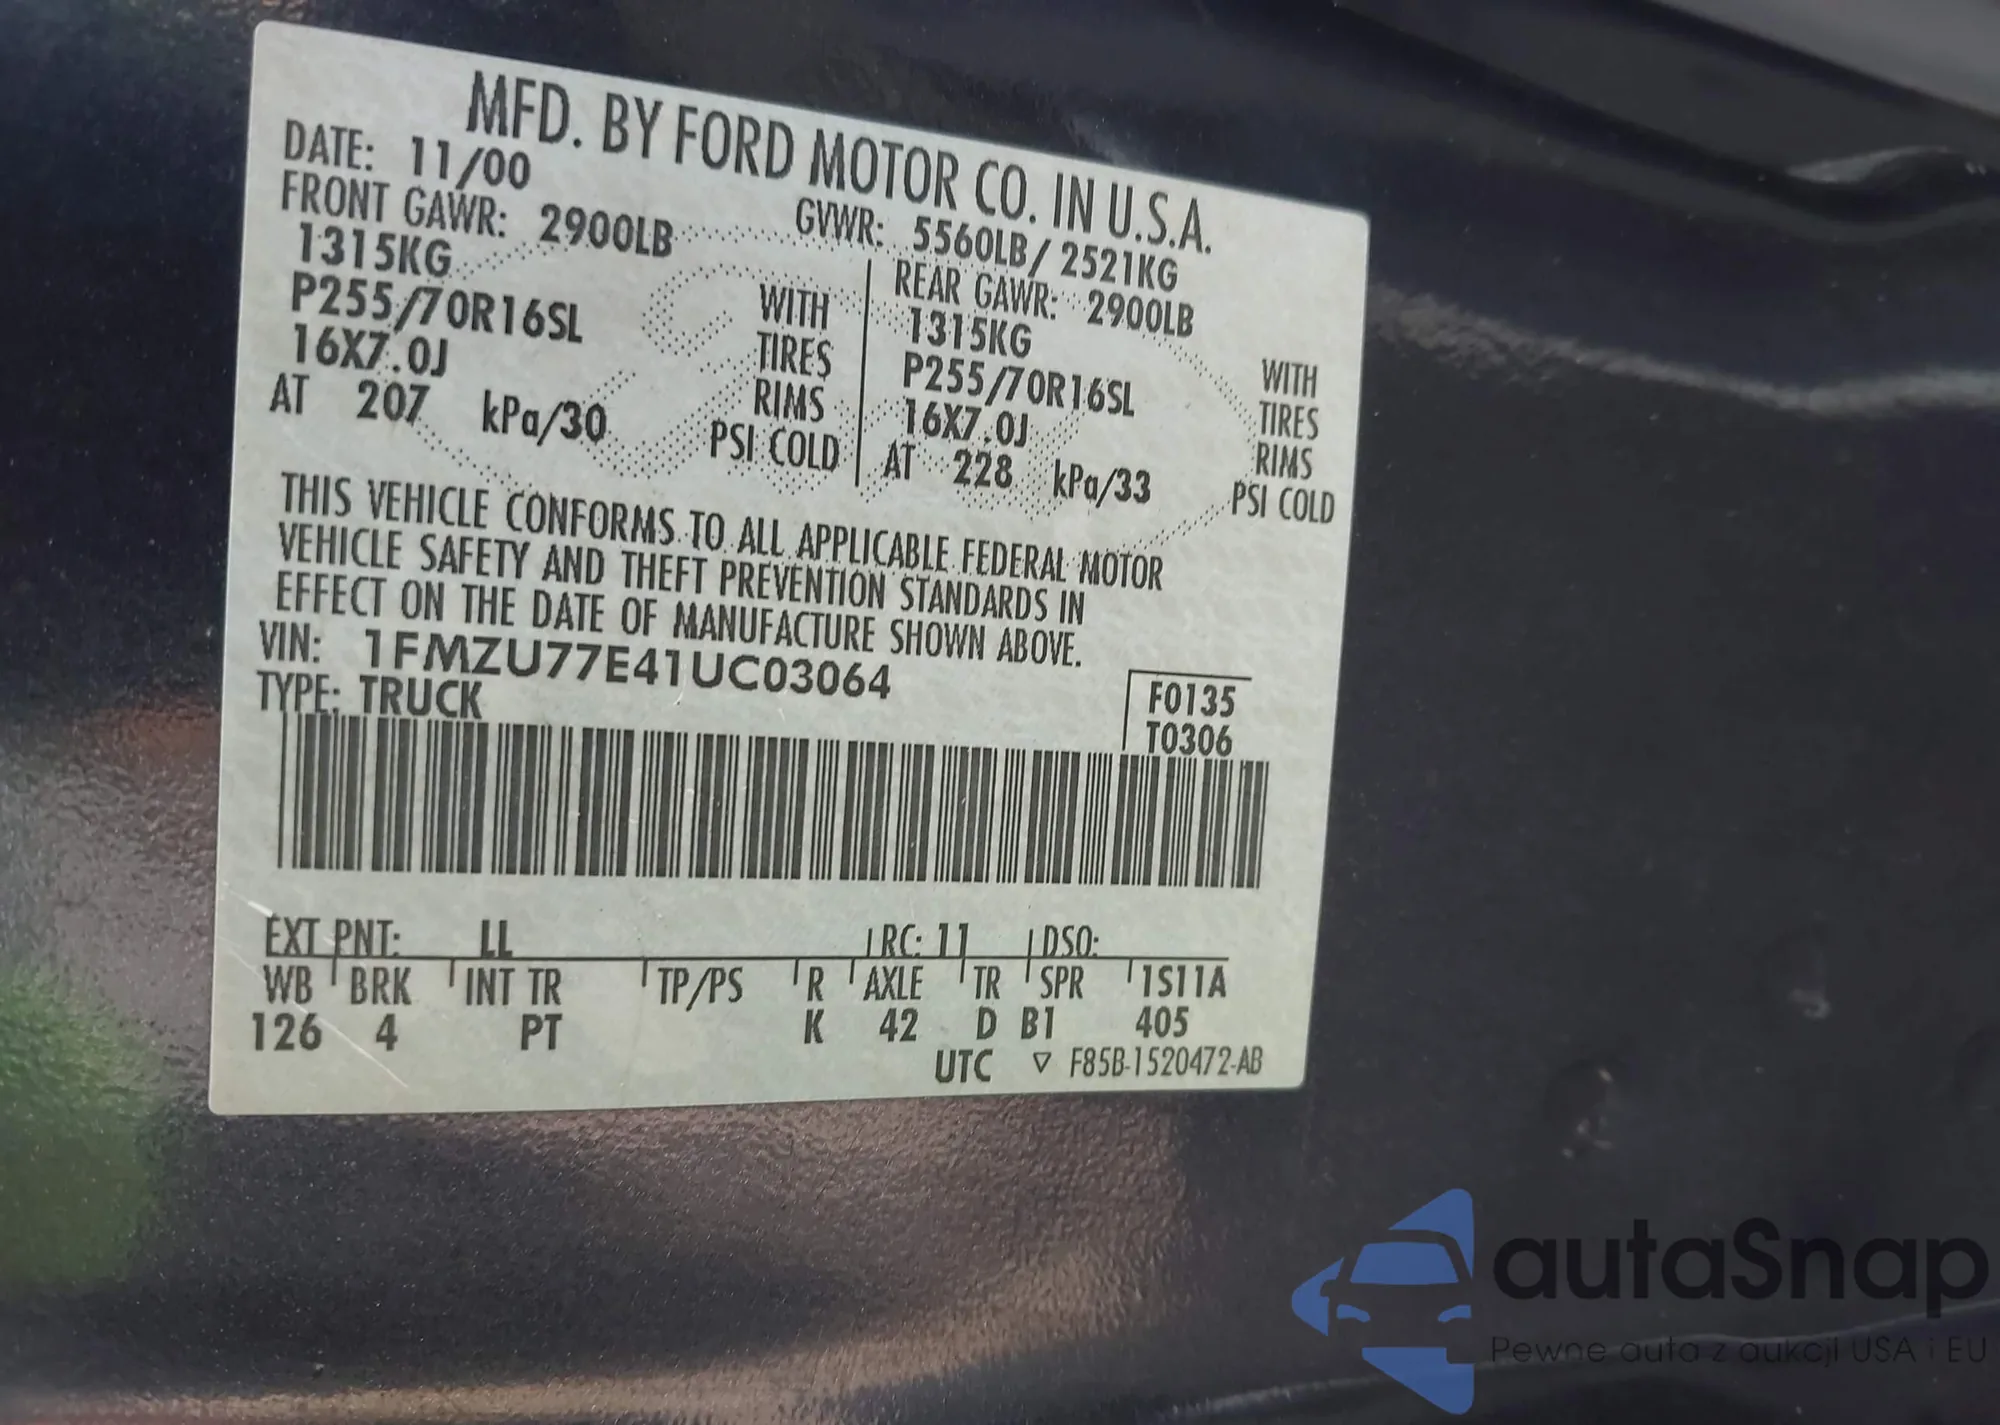 MFD. BY FORD MOTOR CO. IN U.S.A.
DATE: 11/00 GVWR: 5560LB/ 2521KG
FRONT GAWR: 2900LB REAR GAWR: 2900LB
1315KG WITH 1315KG WITH
P255/70R16SL TIRES P255/70R16SL TIRES
16X7.0J RIMS 16X7.0J RIMS
AT 207 kPa/30 PSI COLD AT 228 kPa/33 PSI COLD
THIS VEHICLE CONFORMS TO ALL APPLICABLE FEDERAL MOTOR
VEHICLE SAFETY AND THEFT PREVENTION STANDARDS IN
EFFECT ON THE DATE OF MANUFACTURE SHOWN ABOVE.
VIN: 1FMZU77E41UC03064
TYPE: TRUCK F0135
T0306
EXT PNT: LL RC: 11 DSO:
WB BRK INT TR TP/PS R AXLE TR SPR 1S11A
126 4 PT K 42 D B1 405
UTC ▽ F85B-1520472-AB
autaSnap
Pewne auta z aukcji USA i EU